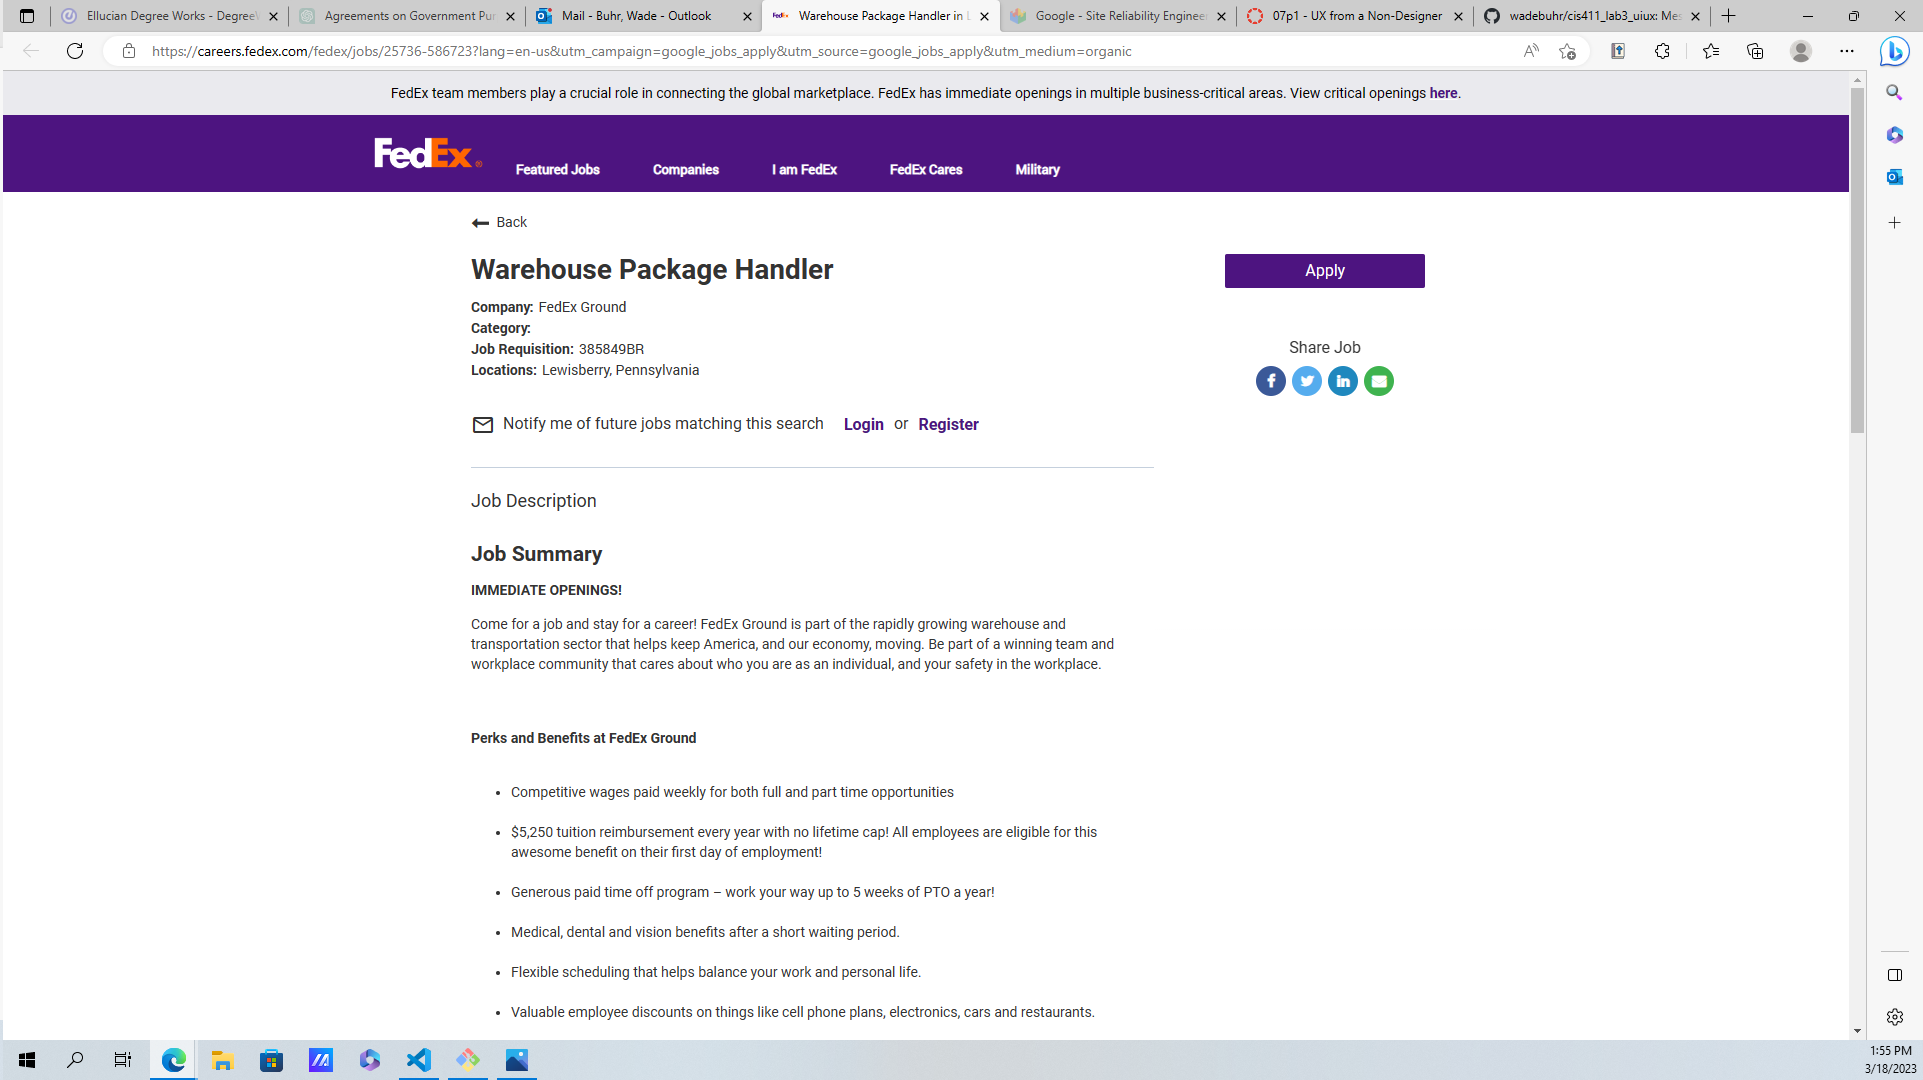 Ellucian Degree Works - Degree
Agreements on Government Pur
Mail - Buhr, Wade - Outlook
Warehouse Package Handler in L
Google - Site Reliability Engineer
07p1 - UX from a Non-Designer
wadebuhr/cis411_lab3_uiux: Mes
https://careers.fedex.com/fedex/jobs/25736-586723?lang=en-us&utm_campaign=google_jobs_apply&utm_source=google_jobs_apply&utm_medium=organic
FedEx team members play a crucial role in connecting the global marketplace. FedEx has immediate openings in multiple business-critical areas. View critical openings here.
FedEx®
Featured Jobs
Companies
I am FedEx
FedEx Cares
Military
Back
Warehouse Package Handler
Apply
Company: FedEx Ground
Category:
Job Requisition: 385849BR
Locations: Lewisberry, Pennsylvania
Share Job
Notify me of future jobs matching this search Login or Register
Job Description
Job Summary
IMMEDIATE OPENINGS!
Come for a job and stay for a career! FedEx Ground is part of the rapidly growing warehouse and
transportation sector that helps keep America, and our economy, moving. Be part of a winning team and
workplace community that cares about who you are as an individual, and your safety in the workplace.
Perks and Benefits at FedEx Ground
• Competitive wages paid weekly for both full and part time opportunities
• $5,250 tuition reimbursement every year with no lifetime cap! All employees are eligible for this
awesome benefit on their first day of employment!
• Generous paid time off program – work your way up to 5 weeks of PTO a year!
• Medical, dental and vision benefits after a short waiting period.
• Flexible scheduling that helps balance your work and personal life.
• Valuable employee discounts on things like cell phone plans, electronics, cars and restaurants.
1:55 PM
3/18/2023